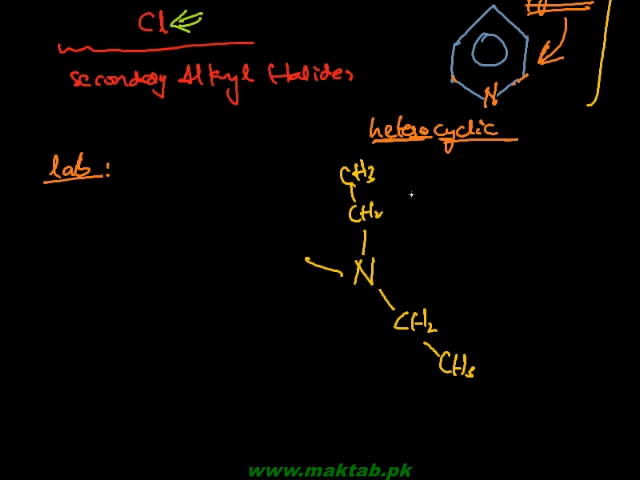 Cl
secondary Alkyl Halides
N
heterocyclic
lab:
CH3
CH2
N
CH2
CH3
www.maktab.pk